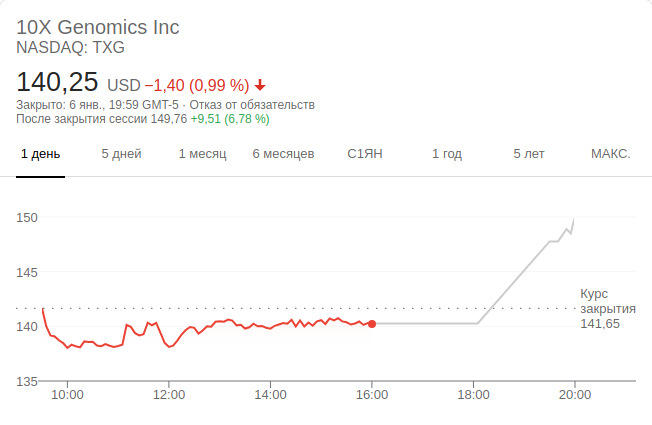 10X Genomics Inc
NASDAQ: TXG
140,25 USD −1,40 (0,99 %)
Закрыто: 6 янв., 19:59 GMT-5 · Отказ от обязательств
После закрытия сессии 149,76 +9,51 (6,78 %)
1 день 5 дней 1 месяц 6 месяцев С1ЯН 1 год 5 лет МАКС.
150
145
Курс
закрытия
141,65
140
135
10:00 12:00 14:00 16:00 18:00 20:00